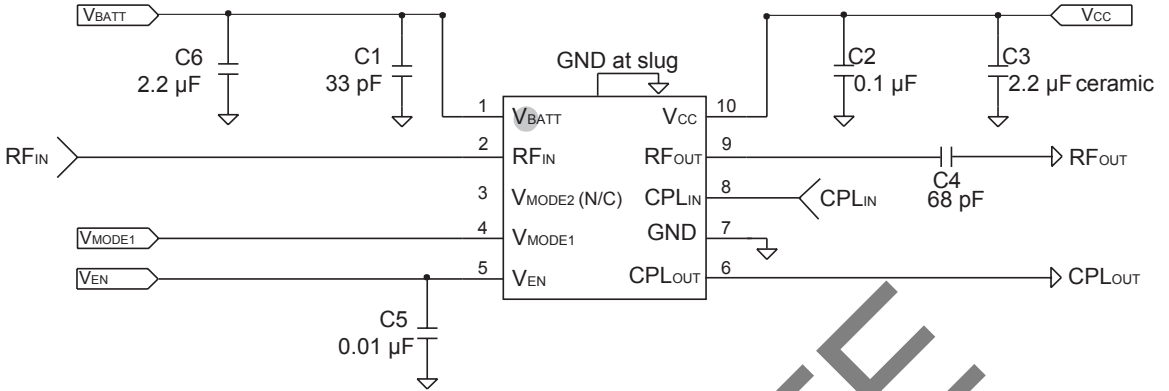 VBATT
VCC
C6
2.2 µF
C1
33 pF
GND at slug
C2
0.1 µF
C3
2.2 µF ceramic
1
VBATT
VCC
10
RFIN
2
RFIN
RFOUT
9
C4
68 pF
RFOUT
3
VMODE2 (N/C)
CPLIN
8
CPLIN
VMODE1
4
VMODE1
GND
7
VEN
5
VEN
CPLOUT
6
CPLOUT
C5
0.01 µF